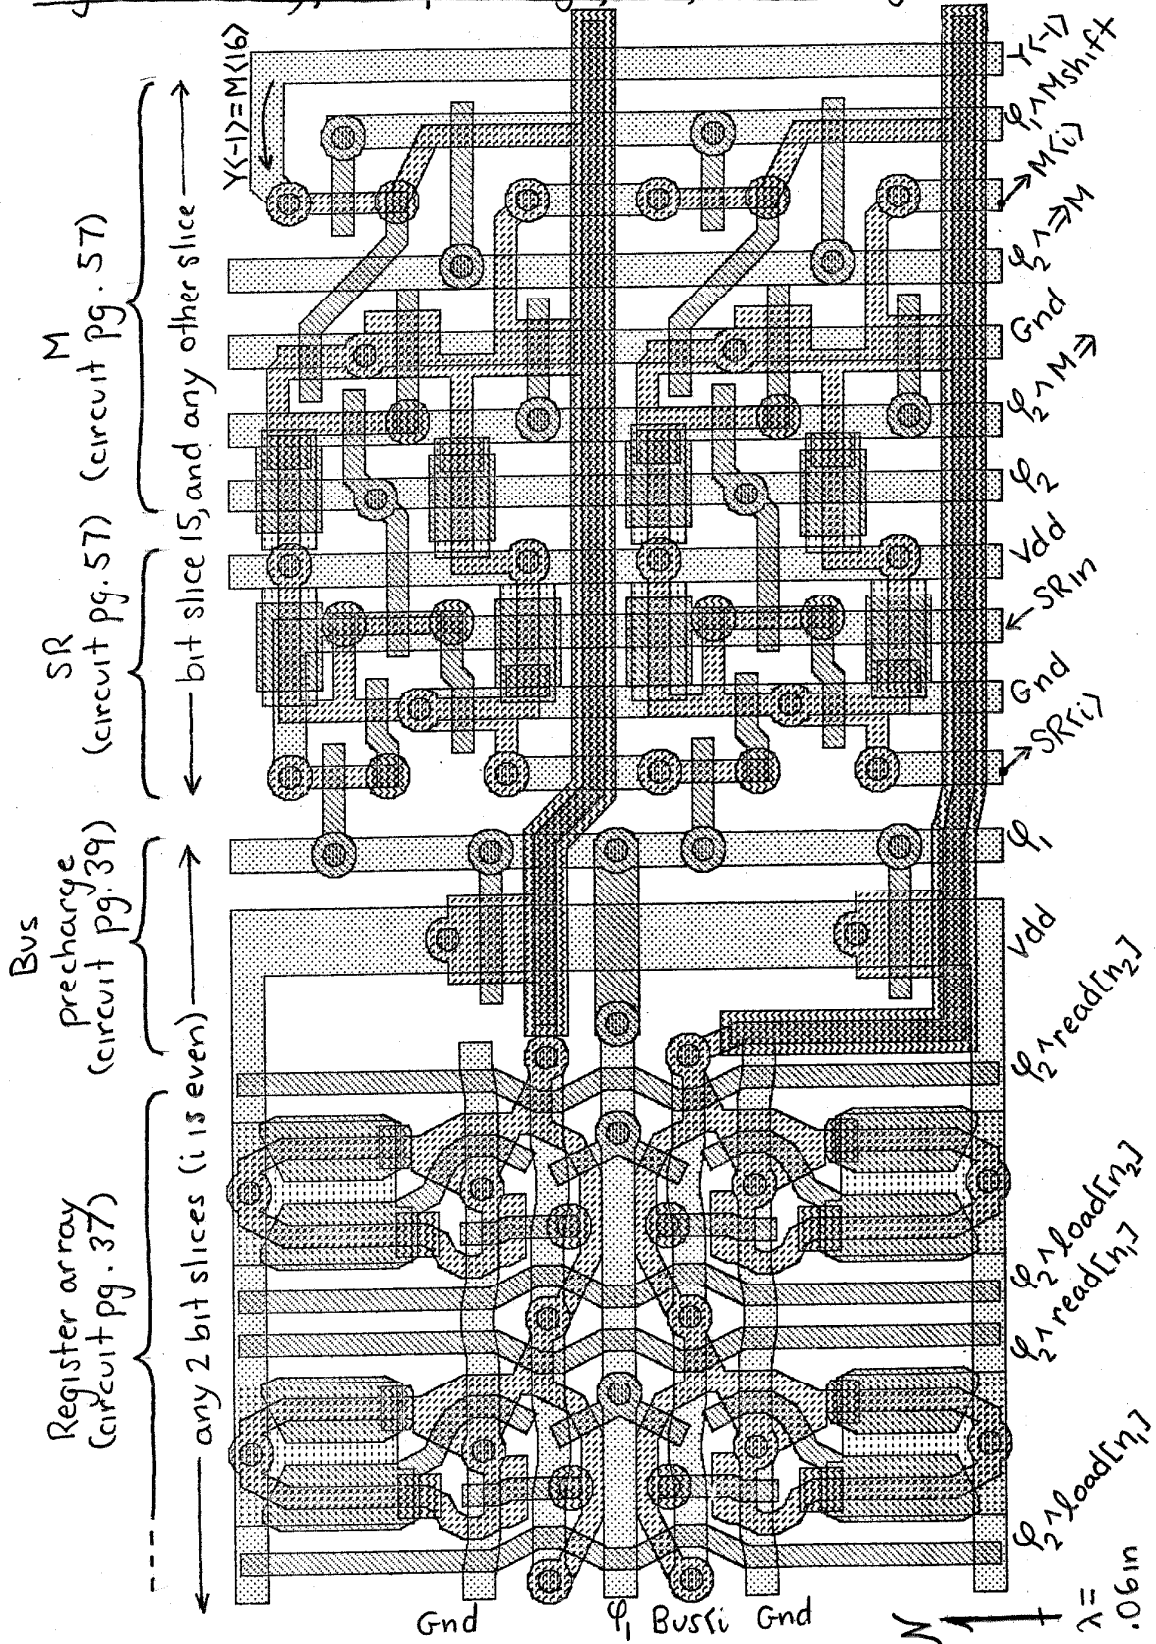 Y⟨-1⟩=M⟨16⟩
M
(circuit pg. 57)
SR
(circuit pg. 57)
bit slice 15, and any other slice
Bus
precharge
(circuit pg. 39)
Register array
(circuit pg. 37)
any 2 bit slices (i is even)
Y⟨-1⟩
φ₁^Mshift
M⟨i⟩
φ₂^⇒M
Gnd
φ₂^M⇒
φ₂
Vdd
SRin
Gnd
SR⟨i⟩
φ₁
Vdd
φ₂^read[n₂]
φ₂^load[n₂]
φ₂^read[n₁]
φ₂^load[n₁]
Gnd
φ₁
Bus⟨i
Gnd
N
λ=
.06in